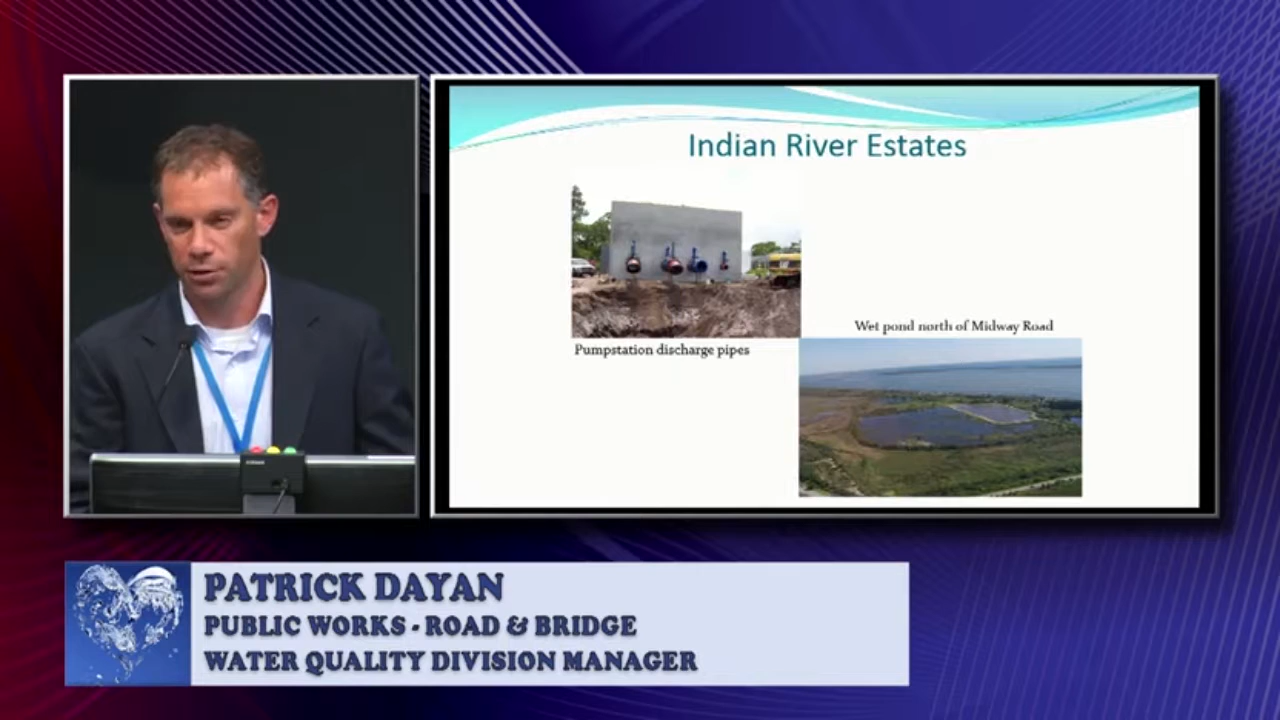 Indian River Estates
Wet pond north of Midway Road
Pumpstation discharge pipes
PATRICK DAYAN
PUBLIC WORKS - ROAD & BRIDGE
WATER QUALITY DIVISION MANAGER